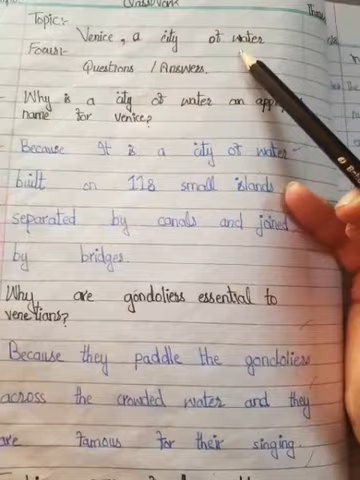 Classwork
Topic:- Venice, a city of water
Focus:-
Questions / Answers.
Why is a city of water an
name for venice?
Because It is a city of water
built on 118 small islands
separated by canals and joined
by bridges.
Why are gondoliers essential to
venetians?
Because they paddle the gondoliers
across the crowded water and they
are famous for their singing.